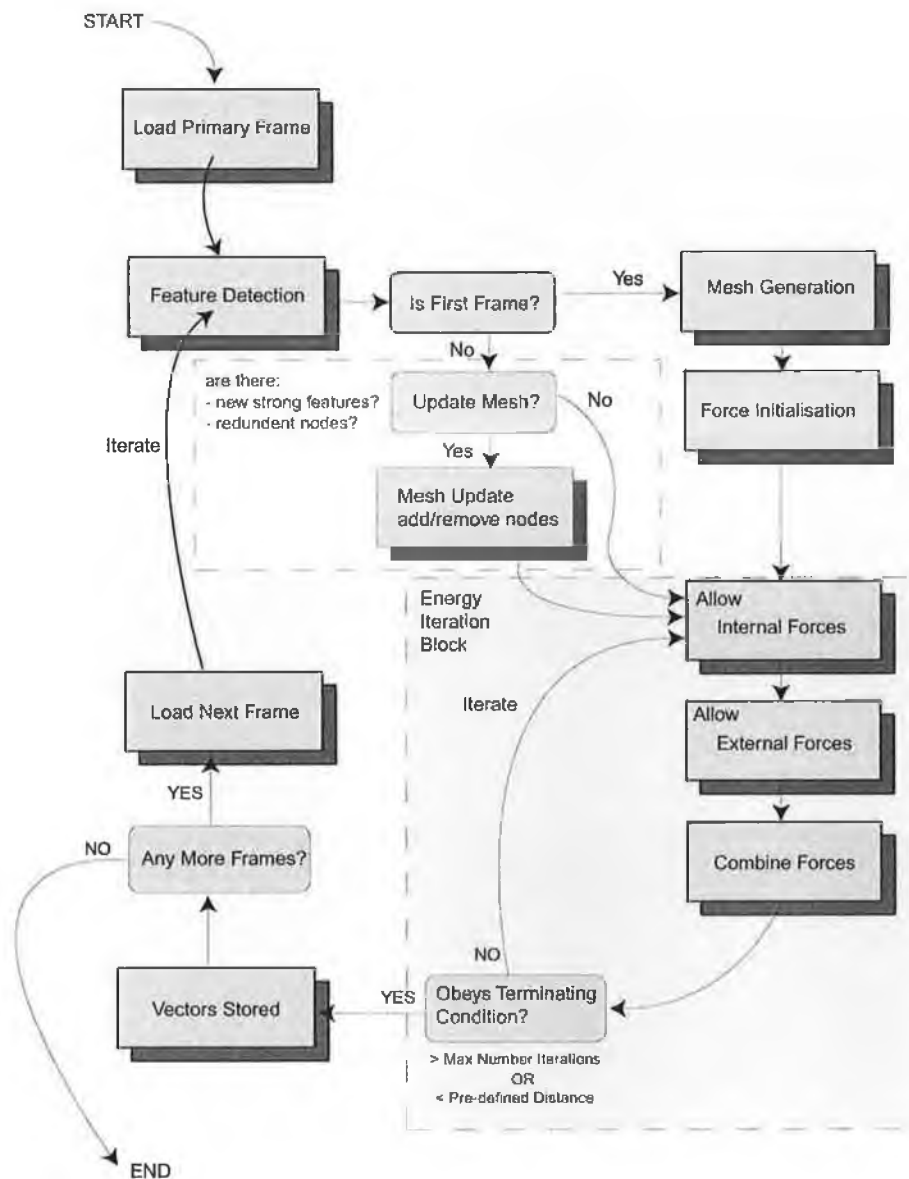 START
Load Primary Frame
Feature Detection
Is First Frame?
Yes
Mesh Generation
No
are there:
- new strong features?
- redundent nodes?
Update Mesh?
No
Force Initialisation
Iterate
Yes
Mesh Update
add/remove nodes
Energy
Iteration
Block
Allow
Internal Forces
Iterate
Load Next Frame
Allow
External Forces
YES
NO
Any More Frames?
Combine Forces
NO
Vectors Stored
YES
Obeys Terminating
Condition?
> Max Number Iterations
OR
< Pre-defined Distance
END